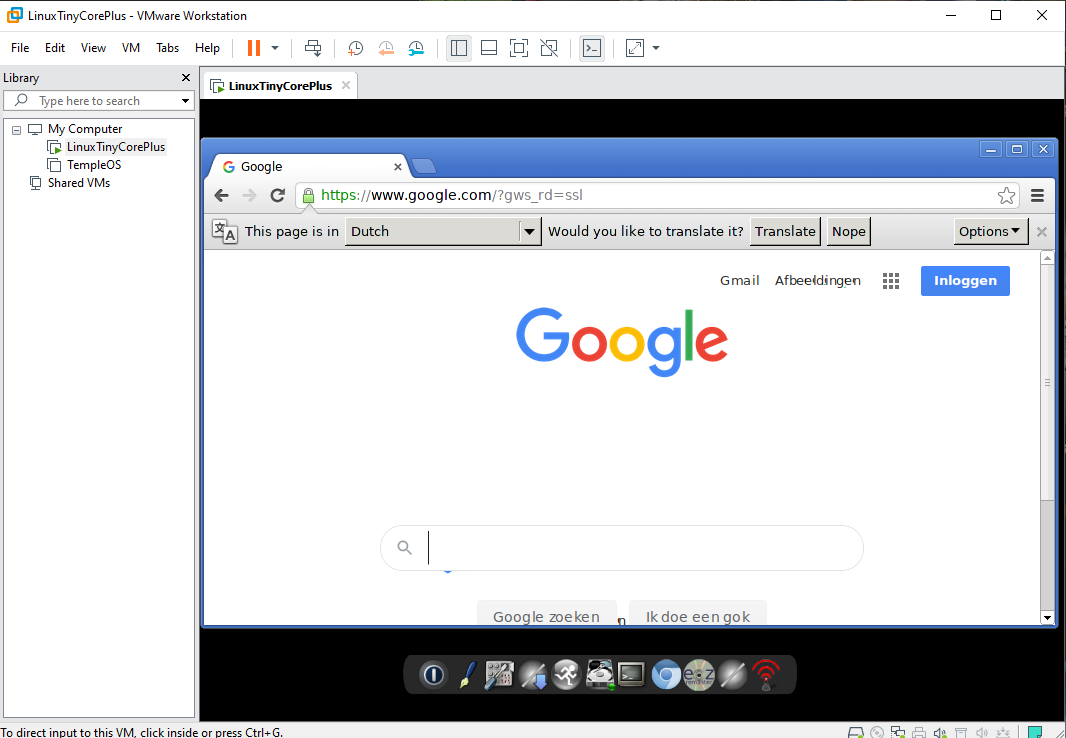 LinuxTinyCorePlus - VMware Workstation
File Edit View VM Tabs Help
Library
Type here to search
My Computer
LinuxTinyCorePlus
TempleOS
Shared VMs
LinuxTinyCorePlus
Google
https://www.google.com/?gws_rd=ssl
This page is in Dutch Would you like to translate it? Translate Nope Options
Gmail Afbeeldingen Inloggen
Google
Google zoeken Ik doe een gok
To direct input to this VM, click inside or press Ctrl+G.